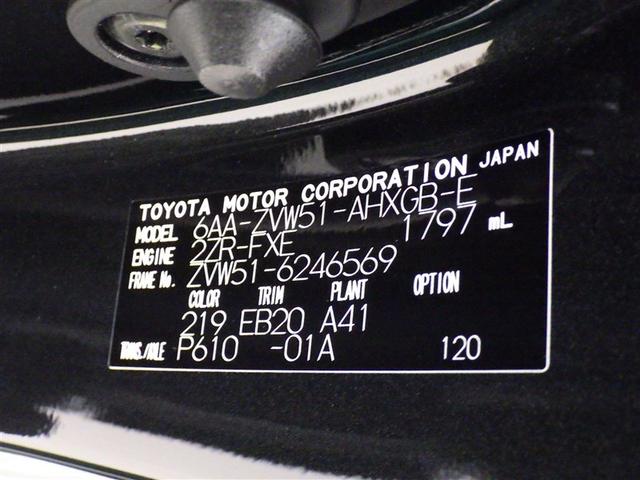 TOYOTA MOTOR CORPORATION JAPAN
MODEL 6AA-ZVW51-AHXGB-E
ENGINE 2ZR-FXE 1797 mL
FRAME No. ZVW51-6246569
COLOR TRIM PLANT OPTION
219 EB20 A41
TRANS./AXLE P610 -01A 120